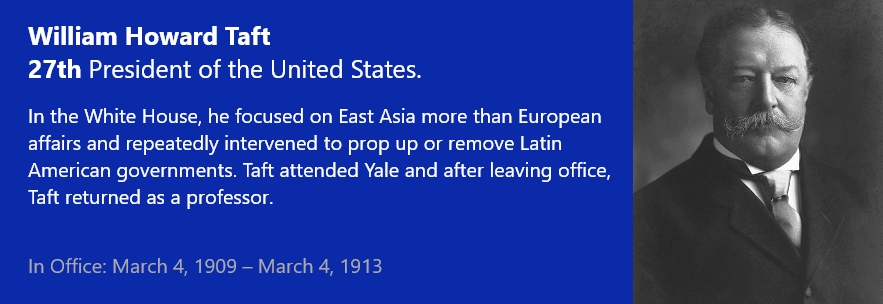 William Howard Taft
27th President of the United States.
In the White House, he focused on East Asia more than European
affairs and repeatedly intervened to prop up or remove Latin
American governments. Taft attended Yale and after leaving office,
Taft returned as a professor.
In Office: March 4, 1909 – March 4, 1913